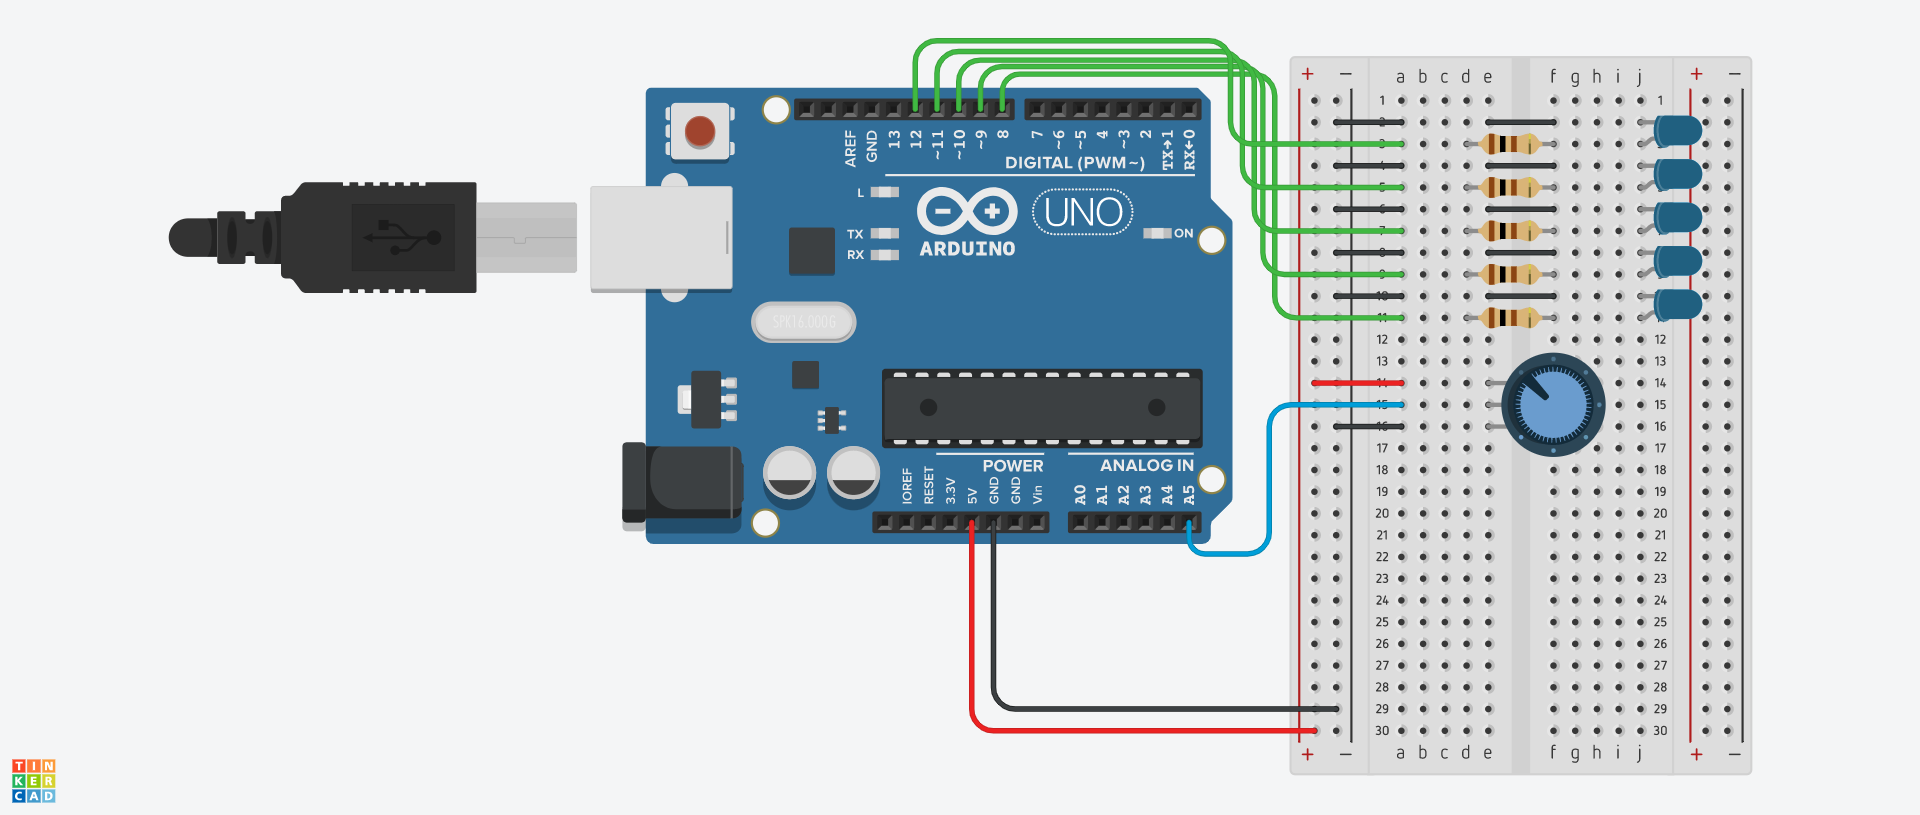 + − a b c d e f g h i j + −
AREF GND 13 12 ~11 ~10 ~9 8 7 ~6 ~5 4 ~3 2 TX→1 RX←0
DIGITAL (PWM~)
L
TX
RX
UNO
ARDUINO
ON
SPK16.000G
POWER
ANALOG IN
IOREF RESET 3.3V 5V GND GND Vin
A0 A1 A2 A3 A4 A5
1 1
2
3
4
5
6
7
8
9
10
11
12 12
13 13
14 14
15 15
16 16
17 17
18 18
19 19
20 20
21 21
22 22
23 23
24 24
25 25
26 26
27 27
28 28
29 29
30 30
+ − a b c d e f g h i j + −
TIN
KER
CAD